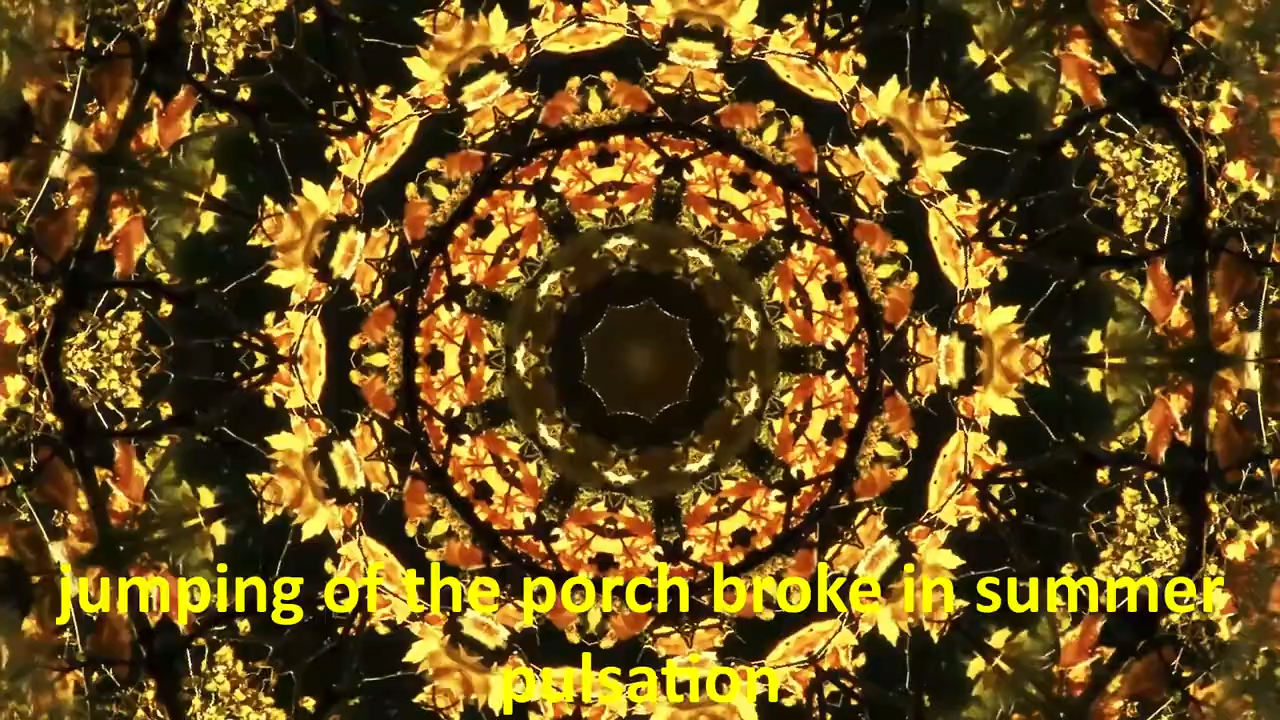 jumping of the porch broke in summer
pulsation